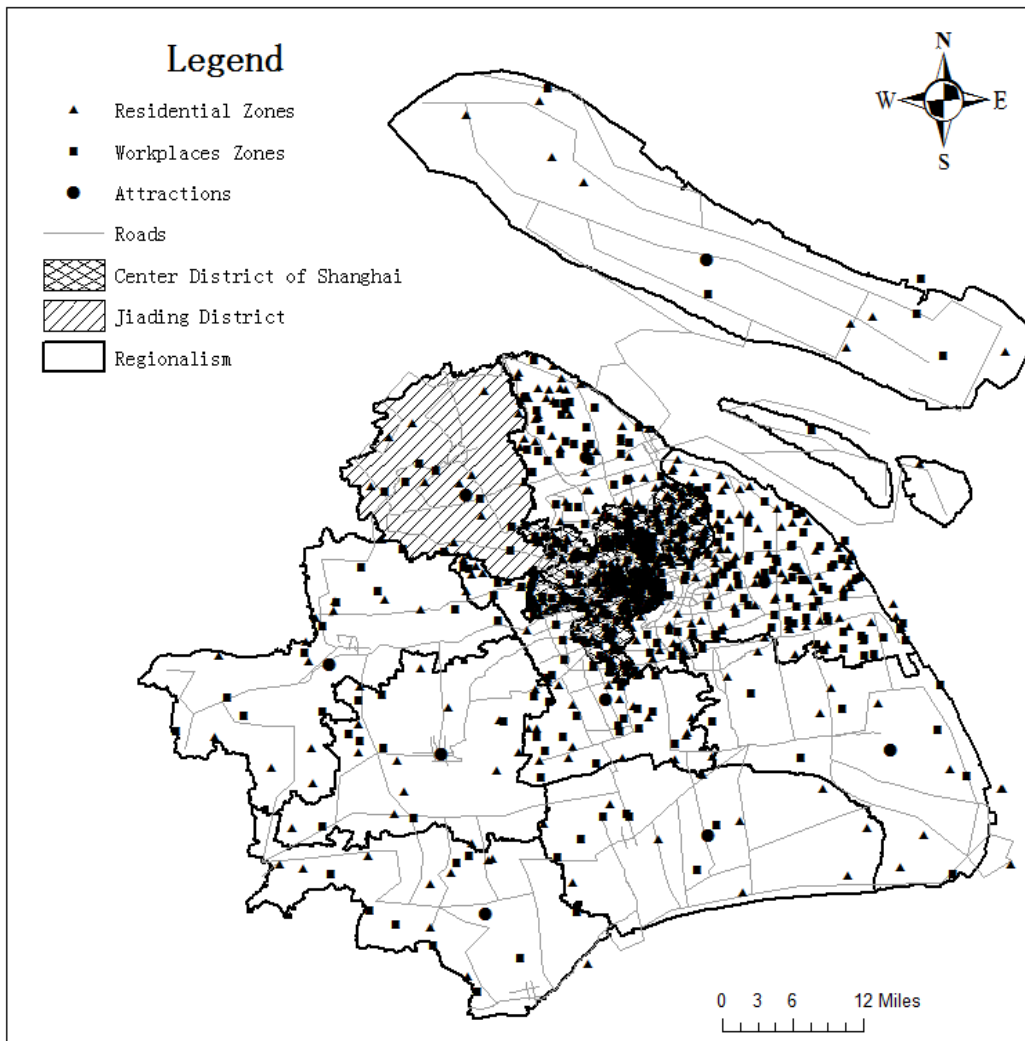 Legend
Residential Zones
Workplaces Zones
Attractions
Roads
Center District of Shanghai
Jiading District
Regionalism
N
W E
S
0 3 6 12 Miles